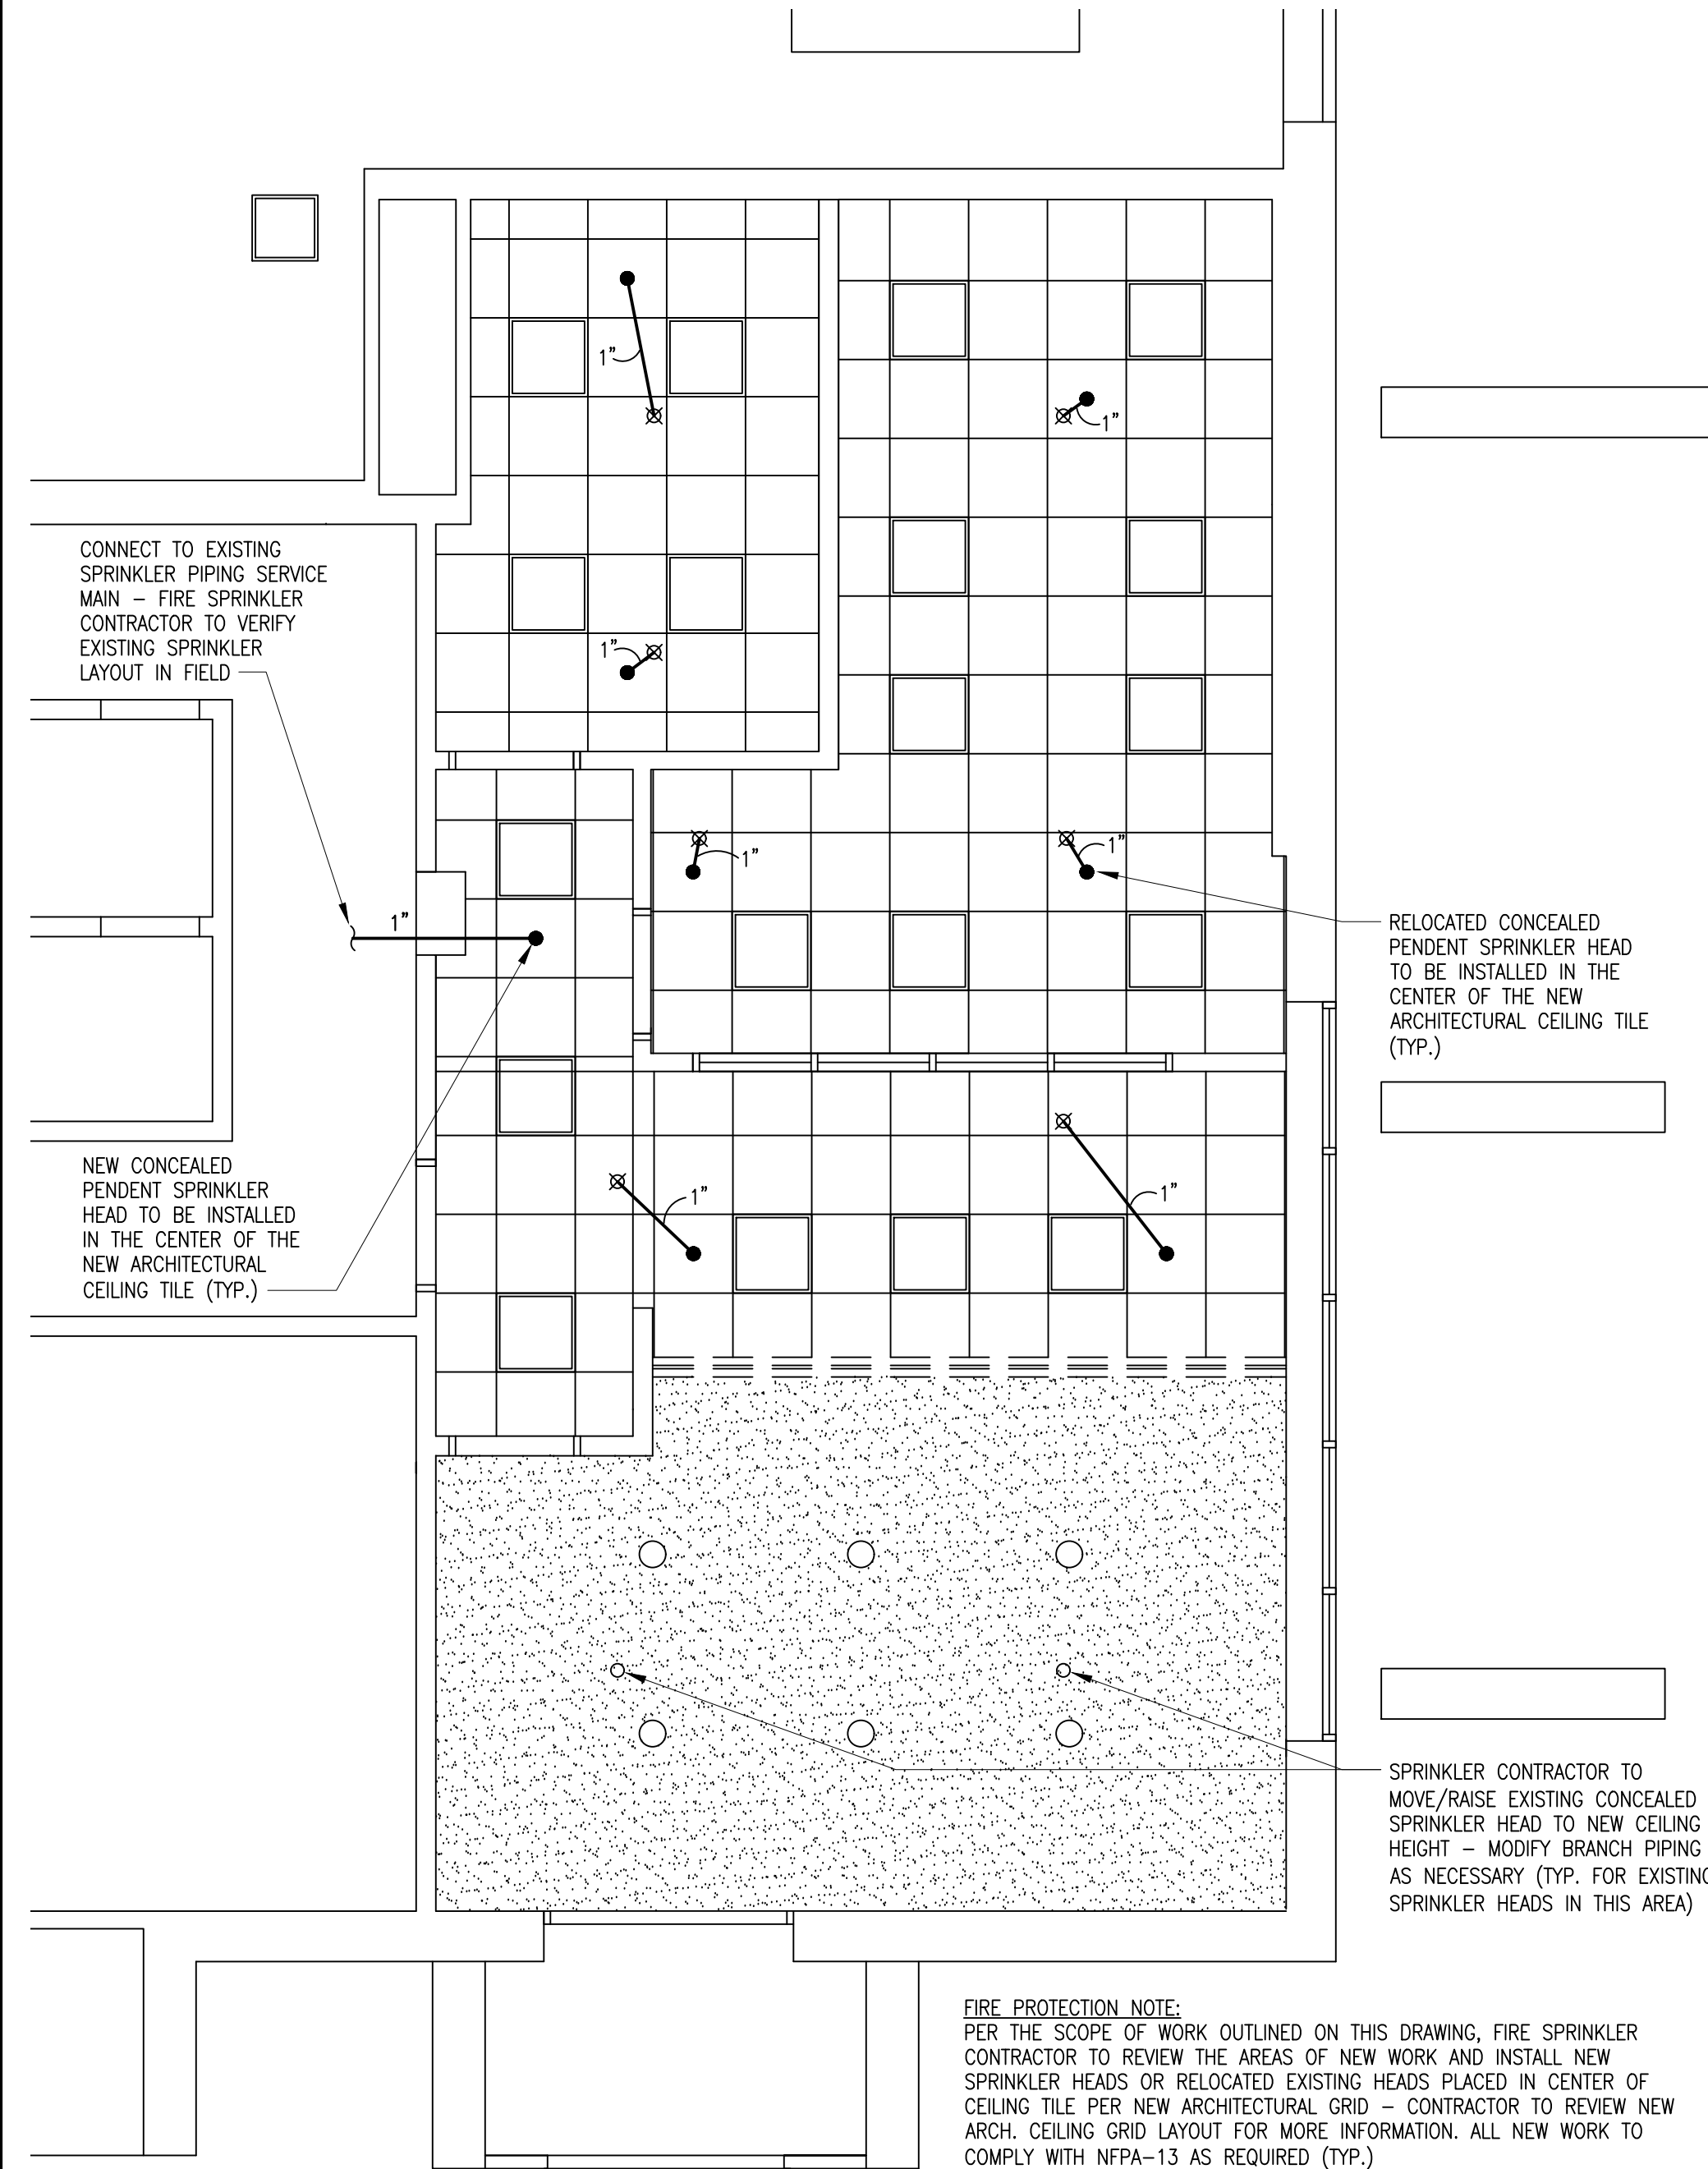 1"
1"
CONNECT TO EXISTING
SPRINKLER PIPING SERVICE
MAIN – FIRE SPRINKLER
CONTRACTOR TO VERIFY
EXISTING SPRINKLER
LAYOUT IN FIELD
1"
1"
1"
1"
RELOCATED CONCEALED
PENDENT SPRINKLER HEAD
TO BE INSTALLED IN THE
CENTER OF THE NEW
ARCHITECTURAL CEILING TILE
(TYP.)
NEW CONCEALED
PENDENT SPRINKLER
HEAD TO BE INSTALLED
IN THE CENTER OF THE
NEW ARCHITECTURAL
CEILING TILE (TYP.)
1"
1"
SPRINKLER CONTRACTOR TO
MOVE/RAISE EXISTING CONCEALED
SPRINKLER HEAD TO NEW CEILING
HEIGHT – MODIFY BRANCH PIPING
AS NECESSARY (TYP. FOR EXISTING
SPRINKLER HEADS IN THIS AREA)
FIRE PROTECTION NOTE:
PER THE SCOPE OF WORK OUTLINED ON THIS DRAWING, FIRE SPRINKLER
CONTRACTOR TO REVIEW THE AREAS OF NEW WORK AND INSTALL NEW
SPRINKLER HEADS OR RELOCATED EXISTING HEADS PLACED IN CENTER OF
CEILING TILE PER NEW ARCHITECTURAL GRID – CONTRACTOR TO REVIEW NEW
ARCH. CEILING GRID LAYOUT FOR MORE INFORMATION. ALL NEW WORK TO
COMPLY WITH NFPA–13 AS REQUIRED (TYP.)